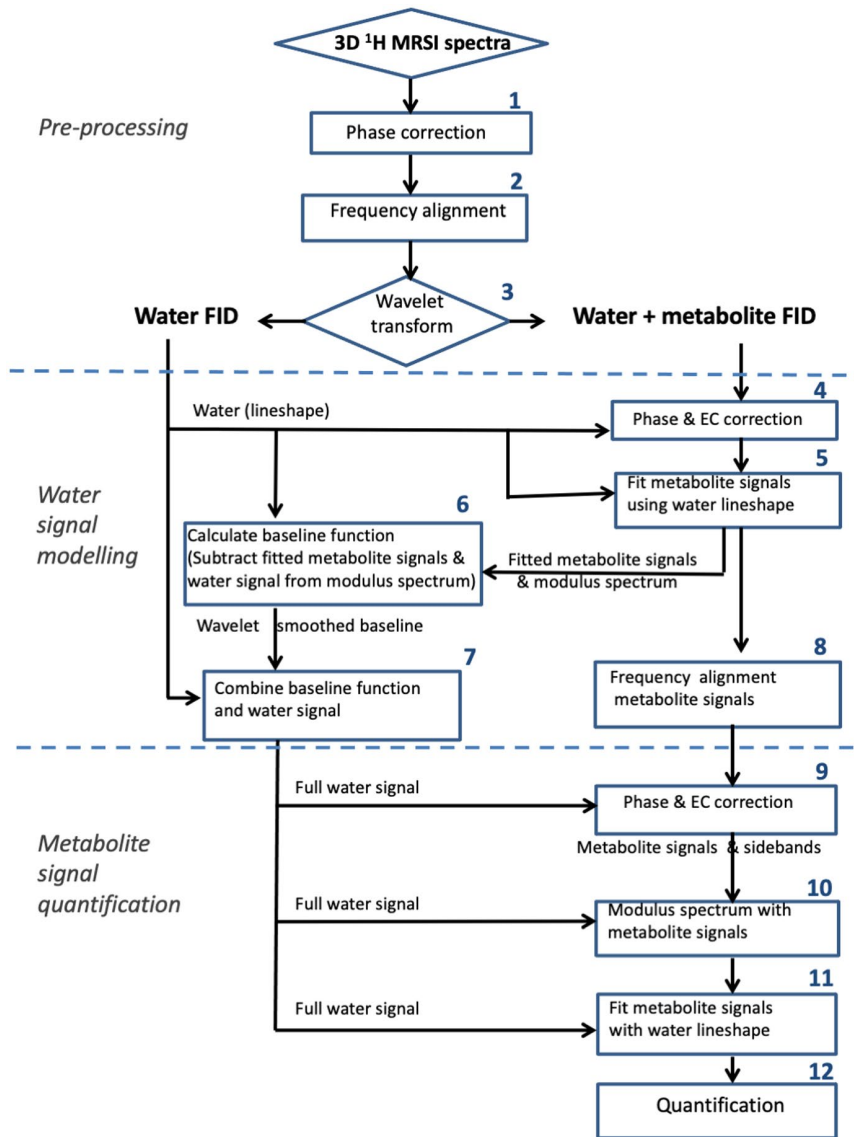 3D ¹H MRSI spectra
1
Pre-processing
Phase correction
2
Frequency alignment
3
Wavelet
transform
Water FID
Water + metabolite FID
4
Water (lineshape)
Phase & EC correction
5
Fit metabolite signals
using water lineshape
Water
signal
modelling
6
Calculate baseline function
(Subtract fitted metabolite signals &
water signal from modulus spectrum)
Fitted metabolite signals
& modulus spectrum
Wavelet smoothed baseline
7
Combine baseline function
and water signal
8
Frequency alignment
metabolite signals
9
Full water signal
Phase & EC correction
Metabolite signals & sidebands
Metabolite
signal
quantification
10
Full water signal
Modulus spectrum with
metabolite signals
11
Full water signal
Fit metabolite signals
with water lineshape
12
Quantification